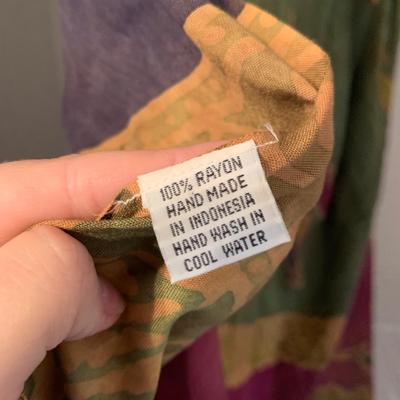 100% RAYON
HAND MADE
IN INDONESIA
HAND WASH IN
COOL WATER